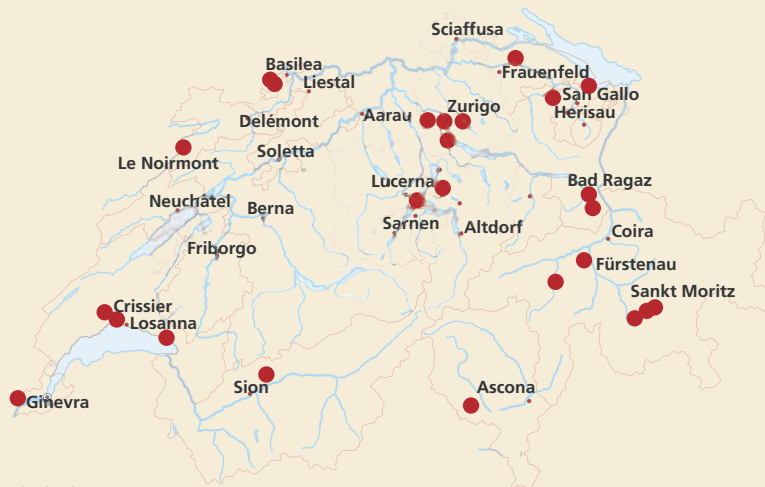 Sciaffusa
Basilea
Frauenfeld
Liestal
San Gallo
Zurigo
Herisau
Aarau
Delémont
Soletta
Le Noirmont
Lucerna
Bad Ragaz
Neuchâtel
Berna
Sarnen
Altdorf
Coira
Friborgo
Fürstenau
Sankt Moritz
Crissier
Losanna
Sion
Ascona
Ginevra